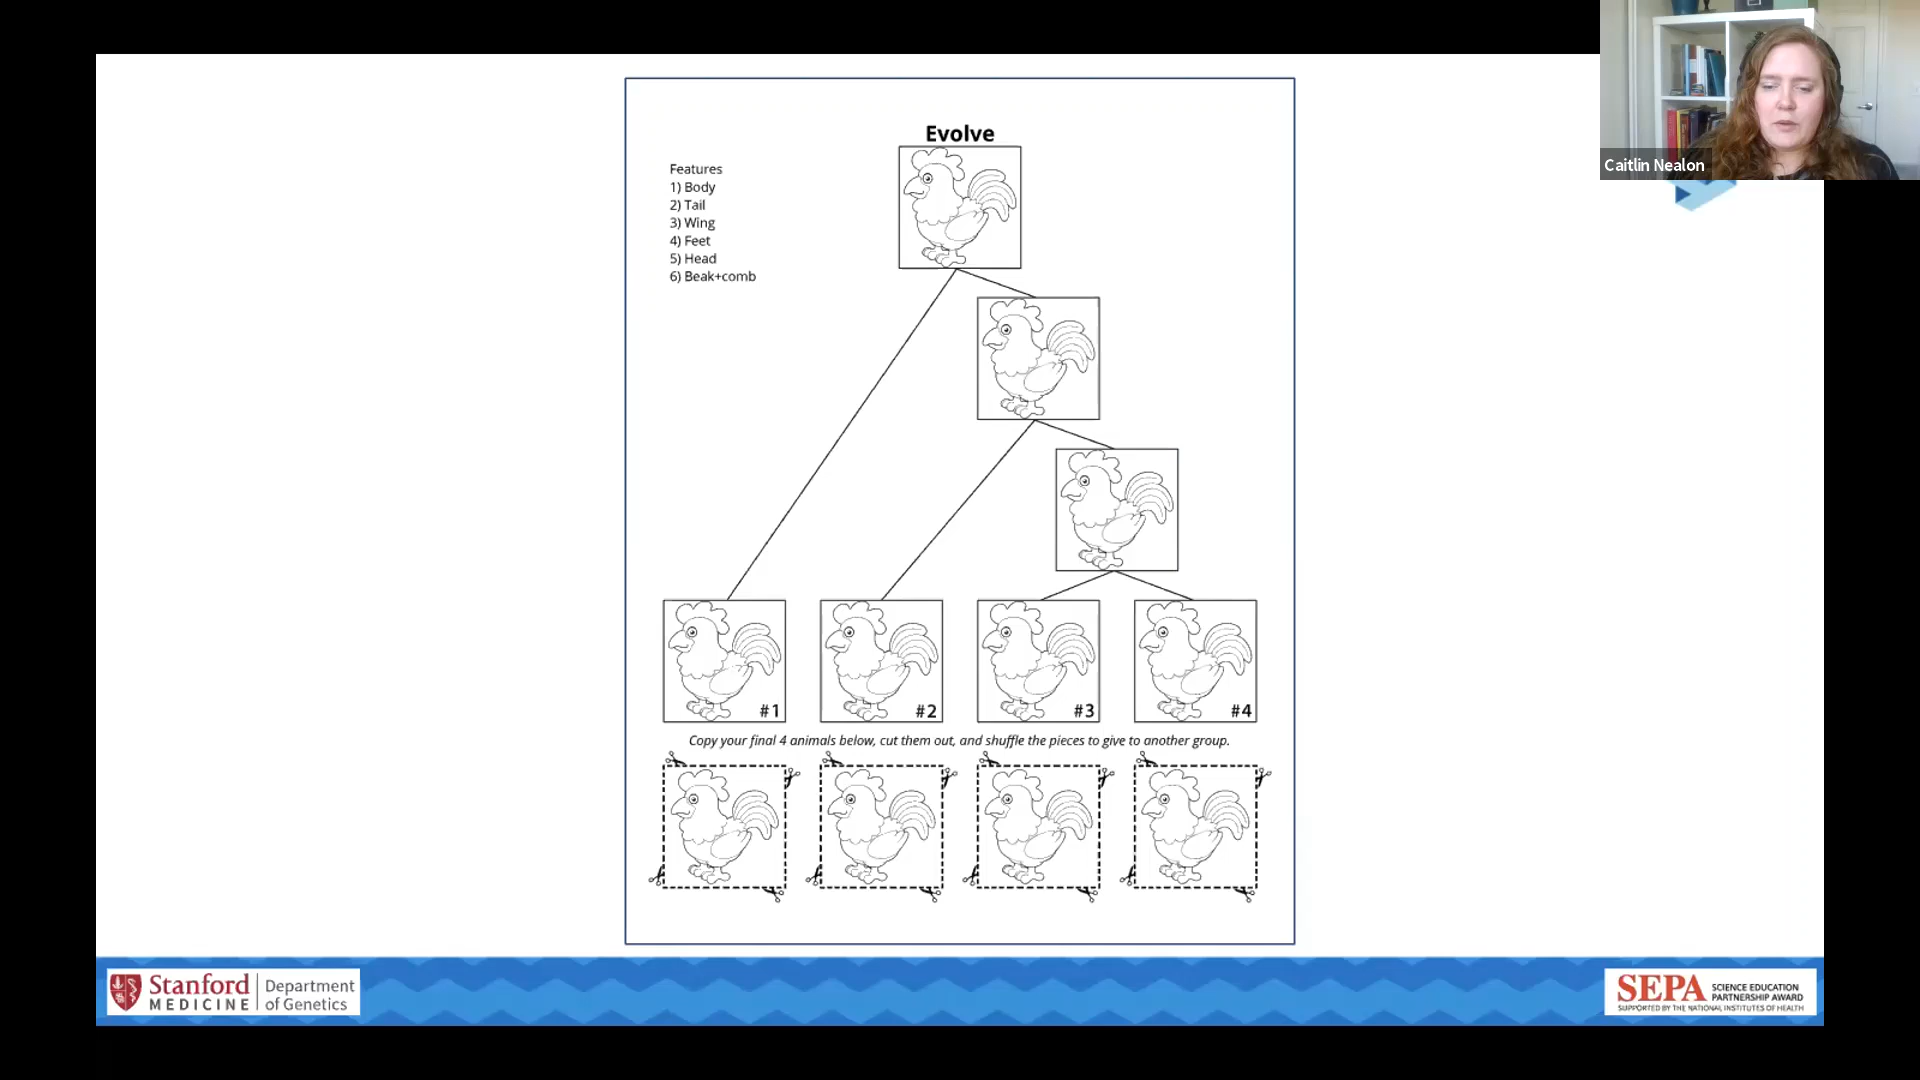 Evolve
Features
1) Body
2) Tail
3) Wing
4) Feet
5) Head
6) Beak+comb
#1
#2
#3
#4
Copy your final 4 animals below, cut them out, and shuffle the pieces to give to another group.
Caitlin Nealon
Stanford
MEDICINE
Department
of Genetics
SEPA
SCIENCE EDUCATION
PARTNERSHIP AWARD
SUPPORTED BY THE NATIONAL INSTITUTES OF HEALTH